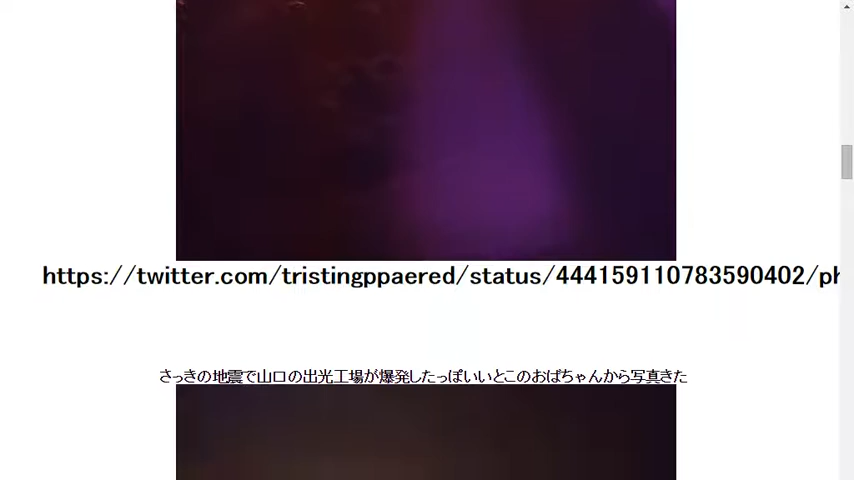 https://twitter.com/tristingppaered/status/444159110783590402/ph
さっきの地震で山口の出光工場が爆発したっぽいいとこのおばちゃんから写真きた